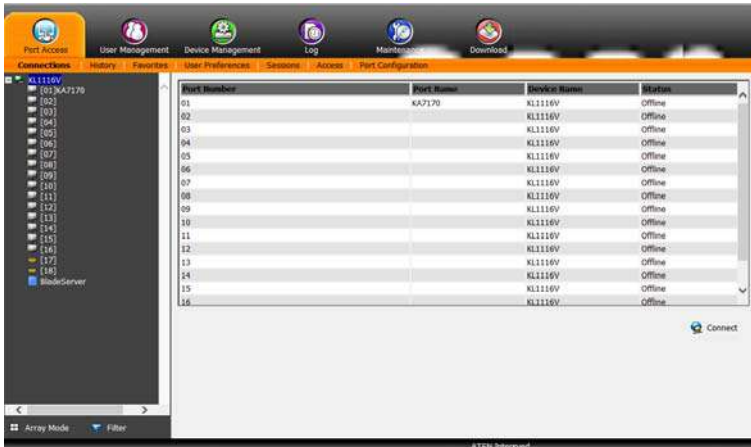 Port Access User Management Device Management Log Maintenance Download
Connections History Favorites User Preferences Sessions Access Port Configuration
KL1116V
[01]KA7170
[02]
[03]
[04]
[05]
[06]
[07]
[08]
[09]
[10]
[11]
[12]
[13]
[14]
[15]
[16]
[17]
[18]
BladeServer
Port Number Port Name Device Name Status
01 KA7170 KL1116V Offline
02 KL1116V Offline
03 KL1116V Offline
04 KL1116V Offline
05 KL1116V Offline
06 KL1116V Offline
07 KL1116V Offline
08 KL1116V Offline
09 KL1116V Offline
10 KL1116V Offline
11 KL1116V Offline
12 KL1116V Offline
13 KL1116V Offline
14 KL1116V Offline
15 KL1116V Offline
16 KL1116V Offline
Connect
Array Mode Filter